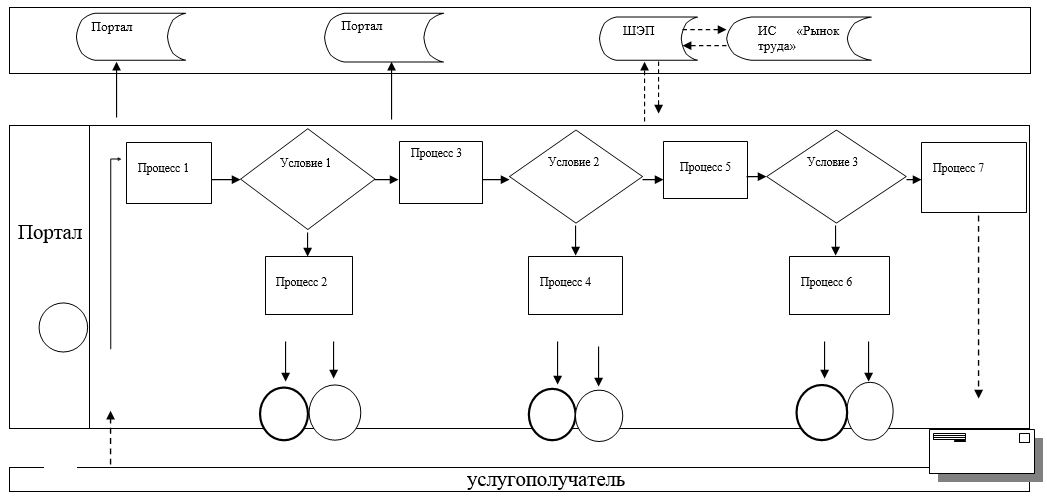 Портал
Портал
ШЭП
ИС «Рынок
труда»
Процесс 1
Условие 1
Процесс 3
Условие 2
Процесс 5
Условие 3
Процесс 7
Портал
Процесс 2
Процесс 4
Процесс 6
услугополучатель